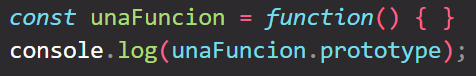 const unaFuncion = function() { }
console.log(unaFuncion.prototype);